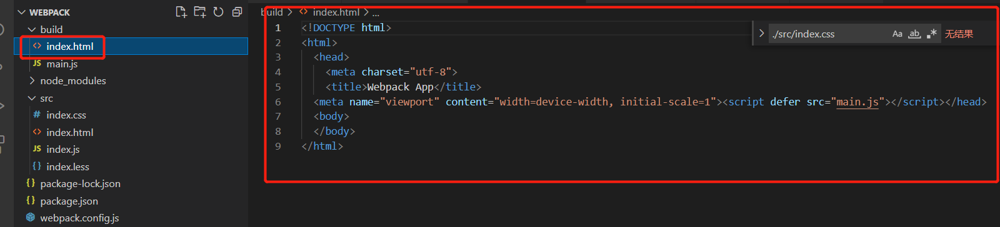 WEBPACK
build
index.html
main.js
node_modules
src
index.css
index.html
index.js
index.less
package-lock.json
package.json
webpack.config.js
build > <> index.html > ...
./src/index.css Aa ab .* 无结果
1 <!DOCTYPE html>
2 <html>
3 <head>
4 <meta charset="utf-8">
5 <title>Webpack App</title>
6 <meta name="viewport" content="width=device-width, initial-scale=1"><script defer src="main.js"></script></head>
7 <body>
8 </body>
9 </html>